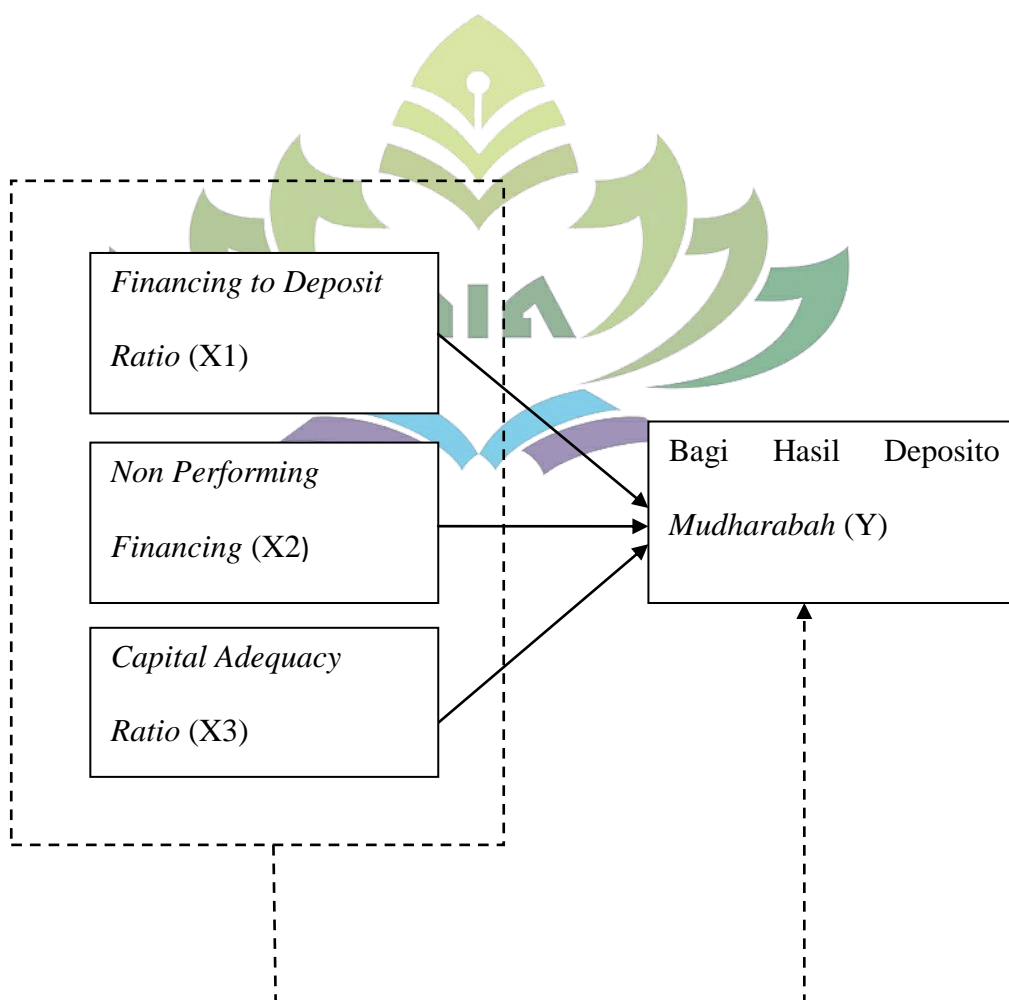 Financing to Deposit
Ratio (X1)
Non Performing
Financing (X2)
Capital Adequacy
Ratio (X3)
Bagi Hasil Deposito
Mudharabah (Y)